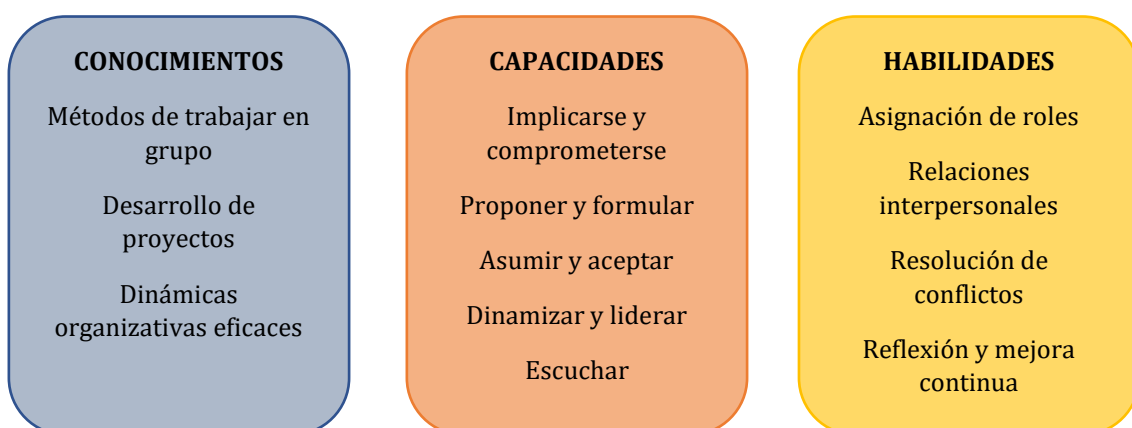 CONOCIMIENTOS
Métodos de trabajar en
grupo
Desarrollo de
proyectos
Dinámicas
organizativas eficaces
CAPACIDADES
Implicarse y
comprometerse
Proponer y formular
Asumir y aceptar
Dinamizar y liderar
Escuchar
HABILIDADES
Asignación de roles
Relaciones
interpersonales
Resolución de
conflictos
Reflexión y mejora
continua